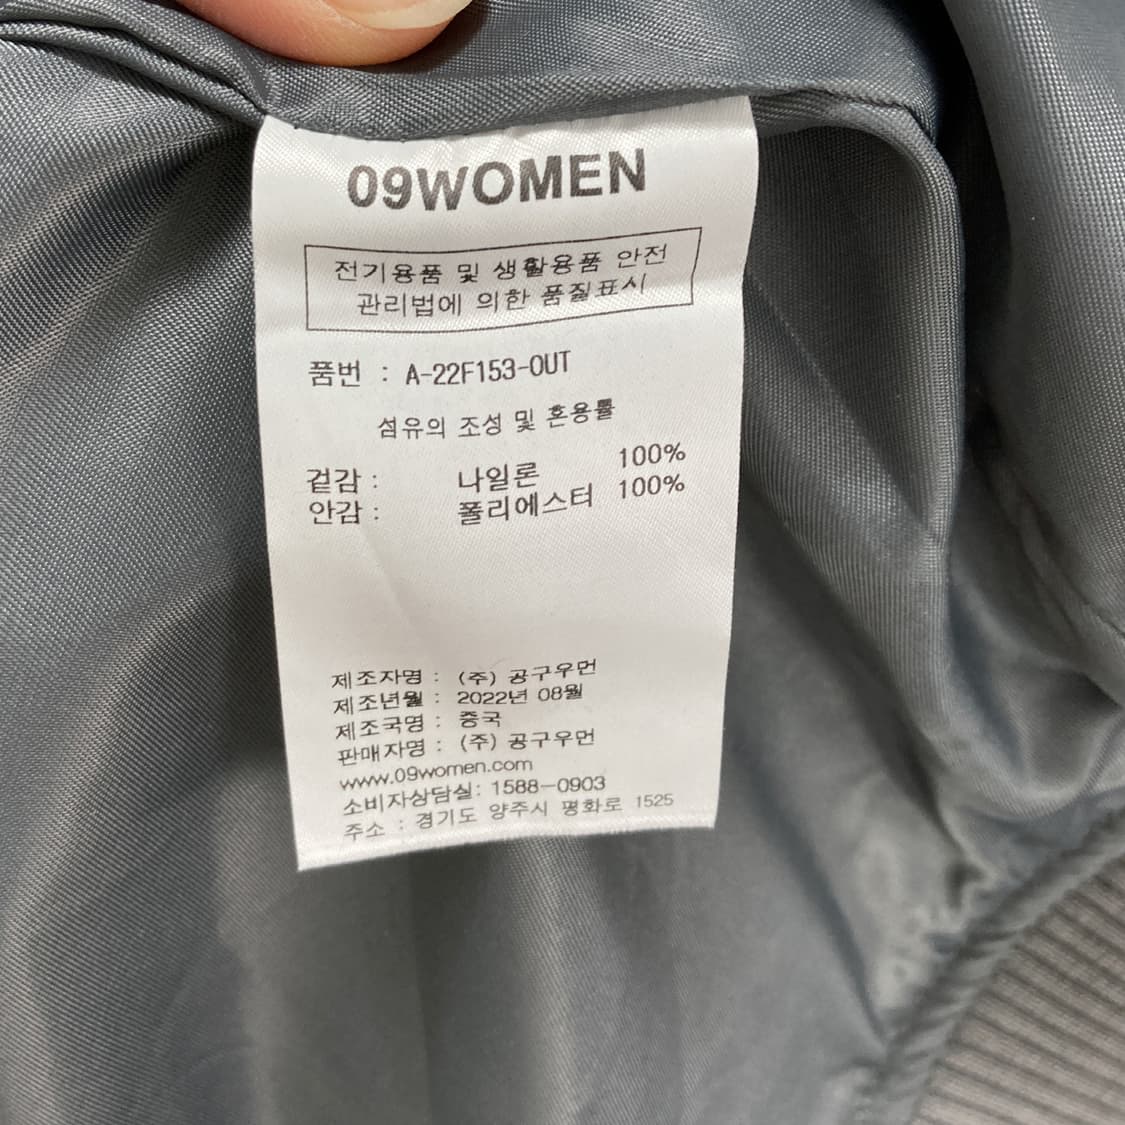 09WOMEN
전기용품 및 생활용품 안전
관리법에 의한 품질표시
품번 : A-22F153-OUT
섬유의 조성 및 혼용률
겉감 : 나일론 100%
안감 : 폴리에스터 100%
제조자명 : (주) 공구우먼
제조년월 : 2022년 08월
제조국명 : 중국
판매자명 : (주) 공구우먼
www.09women.com
소비자상담실: 1588-0903
주소 : 경기도 양주시 평화로 1525